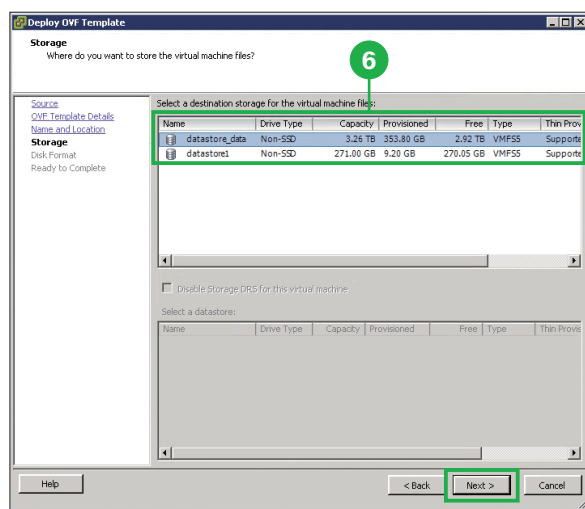 Deploy OVF Template
Storage
Where do you want to store the virtual machine files?
6
Source
OVF Template Details
Name and Location
Storage
Disk Format
Ready to Complete
Select a destination storage for the virtual machine files:
Name Drive Type Capacity Provisioned Free Type Thin Prov
datastore_data Non-SSD 3.26 TB 353.80 GB 2.92 TB VMFS5 Supporte
datastore1 Non-SSD 271.00 GB 9.20 GB 270.05 GB VMFS5 Supporte
Disable Storage DRS for this virtual machine
Select a datastore:
Name Drive Type Capacity Provisioned Free Type Thin Provis
Help < Back Next > Cancel